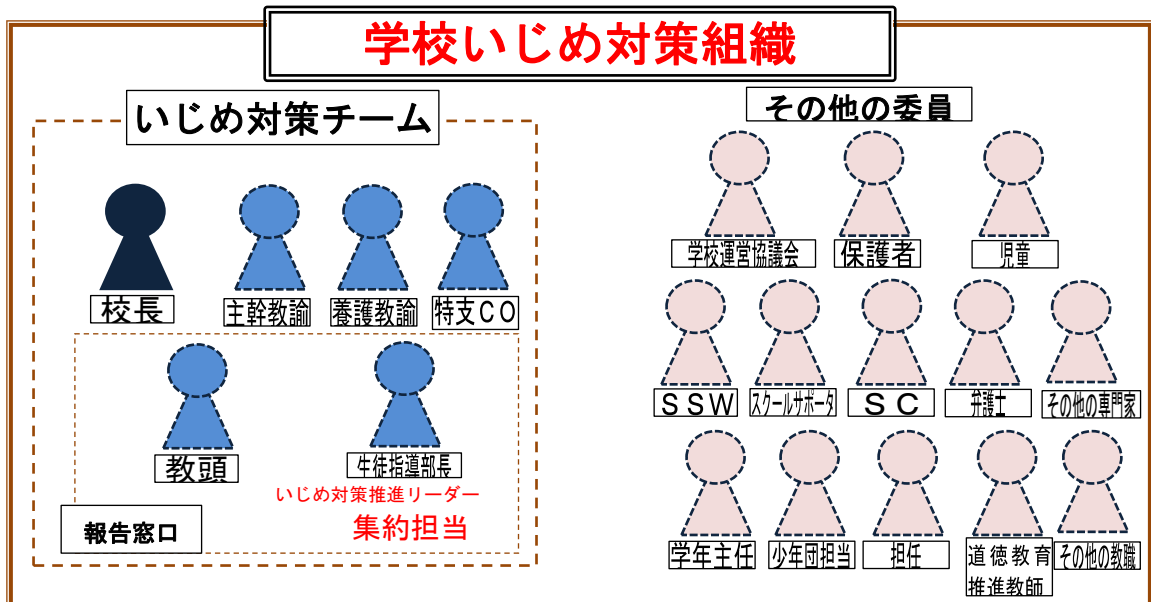 学校いじめ対策組織
いじめ対策チーム
校長
主幹教諭
養護教諭
特支ＣＯ
教頭
生徒指導部長
いじめ対策推進リーダー
集約担当
報告窓口
その他の委員
学校運営協議会
保護者
児童
ＳＳＷ
スクールサポータ
ＳＣ
弁護士
その他の専門家
学年主任
少年団担当
担任
道徳教育
推進教師
その他の教職